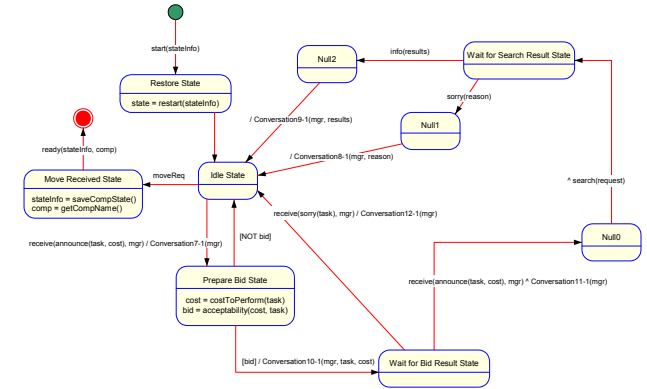 start(stateInfo)
Null2
info(results)
Wait for Search Result State
Restore State
state = restart(stateInfo)
sorry(reason)
/ Conversation9-1(mgr, results)
Null1
ready(stateInfo, comp)
/ Conversation8-1(mgr, reason)
Move Received State
stateInfo = saveCompState()
comp = getCompName()
moveReq
Idle State
^ search(request)
receive(sorry(task), mgr) / Conversation12-1(mgr)
Null0
receive(announce(task, cost), mgr) / Conversation7-1(mgr)
[NOT bid]
Prepare Bid State
cost = costToPerform(task)
bid = acceptability(cost, task)
receive(announce(task, cost), mgr) ^ Conversation11-1(mgr)
[bid] / Conversation10-1(mgr, task, cost)
Wait for Bid Result State